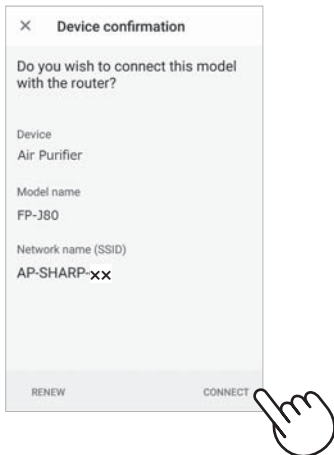 × Device confirmation
Do you wish to connect this model
with the router?
Device
Air Purifier
Model name
FP-J80
Network name (SSID)
AP-SHARP-××
RENEW CONNECT